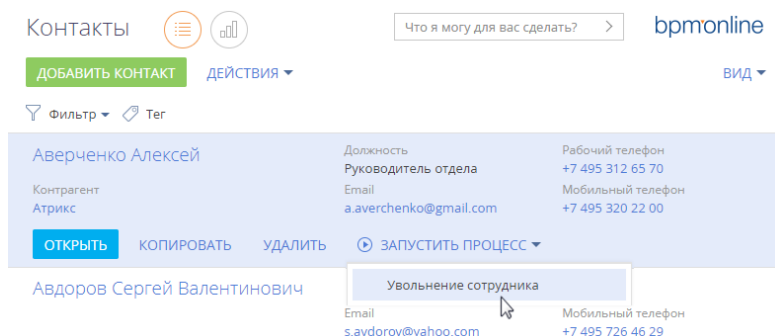 Контакты
Что я могу для вас сделать? >
bpm'online
ДОБАВИТЬ КОНТАКТ ДЕЙСТВИЯ ВИД
Фильтр Тег
Аверченко Алексей
Должность Рабочий телефон
Руководитель отдела +7 495 312 65 70
Контрагент Email Мобильный телефон
Атрикс a.averchenko@gmail.com +7 495 320 22 00
ОТКРЫТЬ КОПИРОВАТЬ УДАЛИТЬ ЗАПУСТИТЬ ПРОЦЕСС
Увольнение сотрудника
Авдоров Сергей Валентинович
Email Мобильный телефон
s.avdorov@yahoo.com +7 495 726 46 29